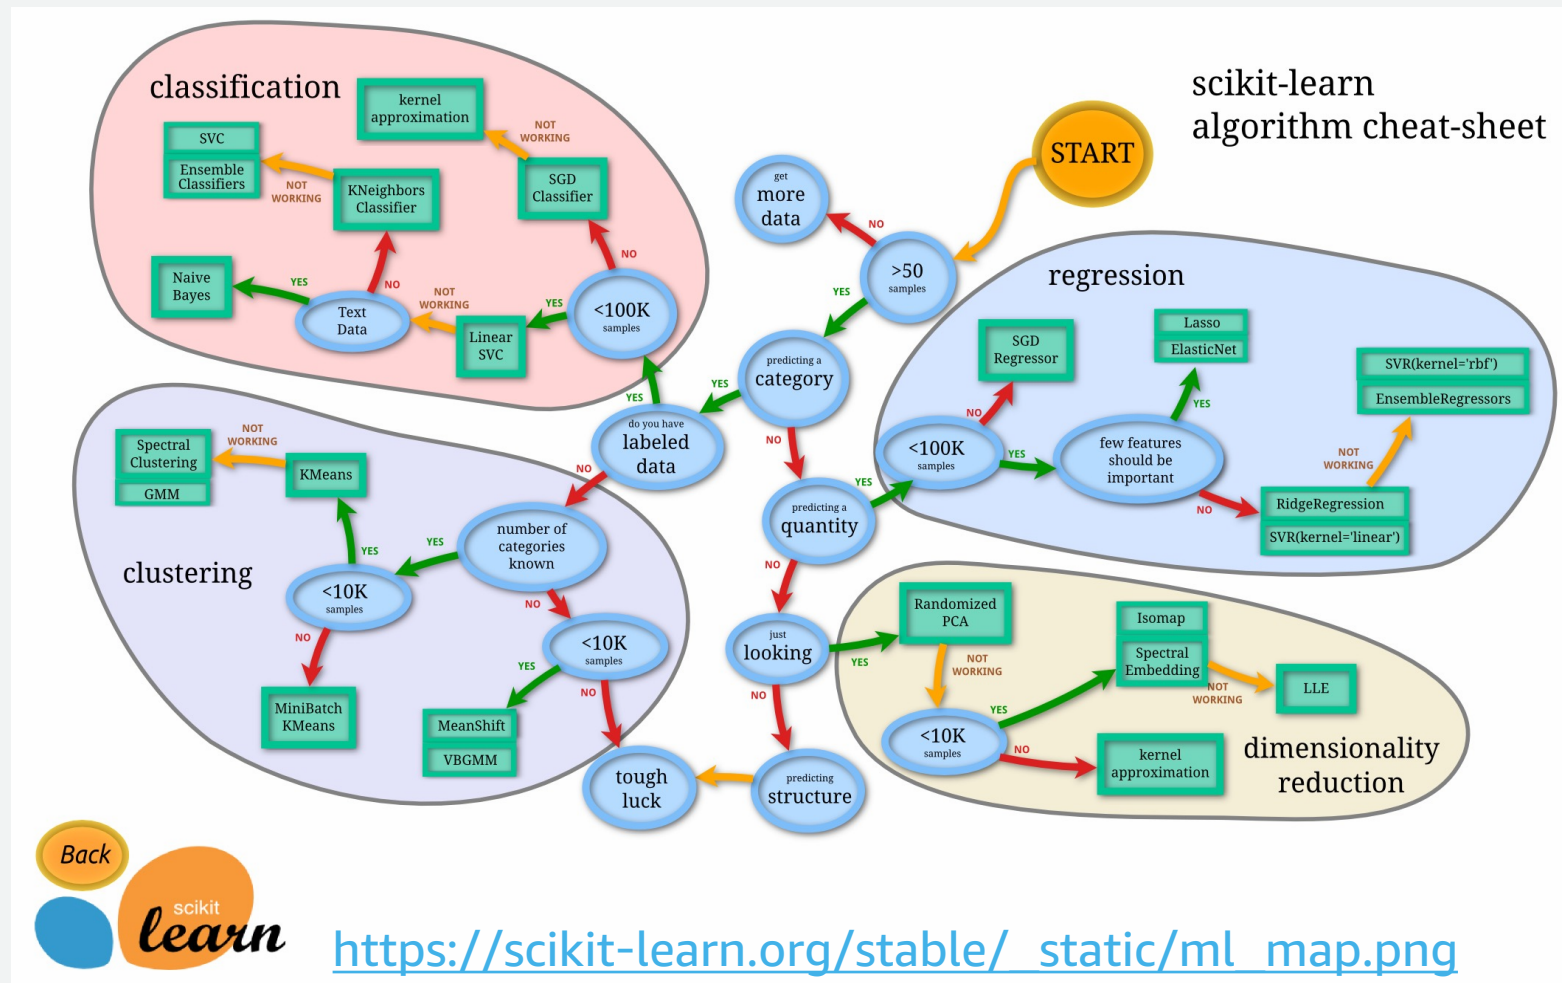 scikit-learn
algorithm cheat-sheet
START
get
more
data
NO
>50
samples
YES
predicting a
category
YES
NO
do you have
labeled
data
YES
NO
predicting a
quantity
YES
NO
just
looking
YES
NO
predicting
structure
tough
luck
classification
kernel
approximation
NOT
WORKING
SVC
Ensemble
Classifiers
NOT
WORKING
KNeighbors
Classifier
SGD
Classifier
NO
<100K
samples
YES
Linear
SVC
NOT
WORKING
Text
Data
NO
YES
Naive
Bayes
regression
SGD
Regressor
NO
<100K
samples
YES
few features
should be
important
YES
Lasso
ElasticNet
NO
RidgeRegression
SVR(kernel='linear')
NOT
WORKING
SVR(kernel='rbf')
EnsembleRegressors
clustering
Spectral
Clustering
GMM
NOT
WORKING
KMeans
YES
<10K
samples
NO
MiniBatch
KMeans
YES
number of
categories
known
NO
<10K
samples
YES
MeanShift
VBGMM
NO
dimensionality
reduction
Randomized
PCA
NOT
WORKING
<10K
samples
YES
Isomap
Spectral
Embedding
NOT
WORKING
LLE
NO
kernel
approximation
Back
scikit
learn
https://scikit-learn.org/stable/_static/ml_map.png